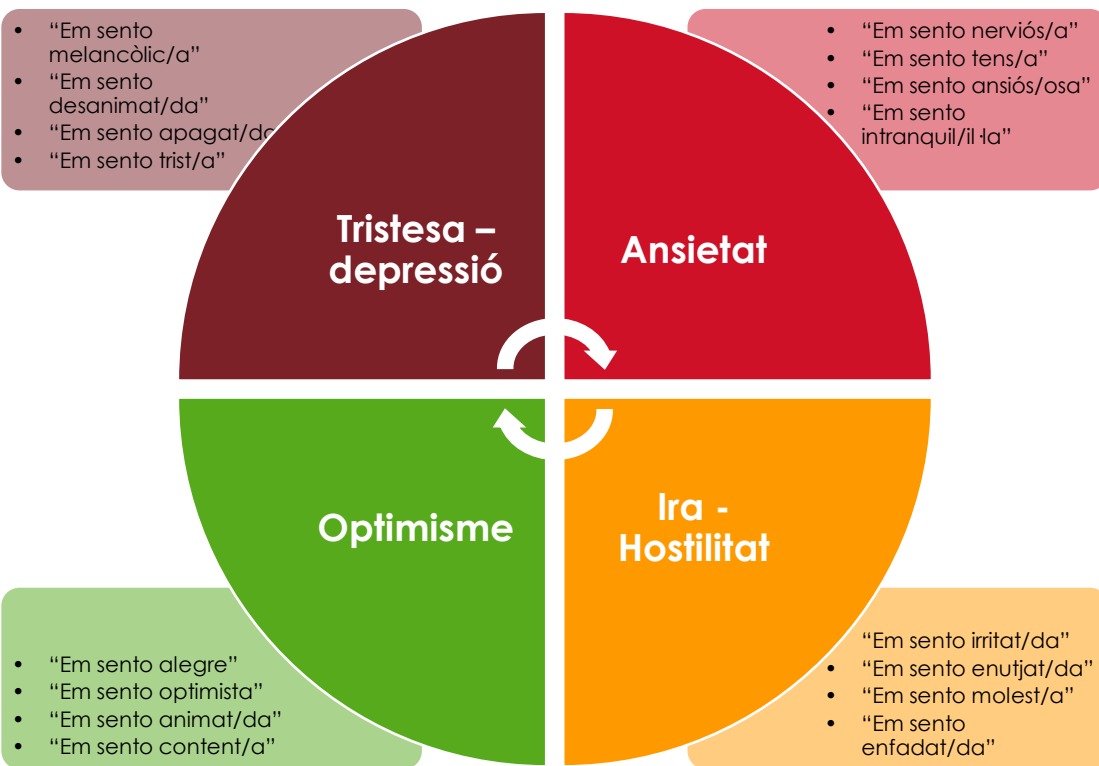 • “Em sento
melancòlic/a”
• “Em sento
desanimat/da”
• “Em sento apagat/da
• “Em sento trist/a”
• “Em sento nerviós/a”
• “Em sento tens/a”
• “Em sento ansiós/osa”
• “Em sento
intranquil/il·la”
Tristesa –
depressió
Ansietat
Optimisme
Ira -
Hostilitat
• “Em sento alegre”
• “Em sento optimista”
• “Em sento animat/da”
• “Em sento content/a”
“Em sento irritat/da”
• “Em sento enutjat/da”
• “Em sento molest/a”
• “Em sento
enfadat/da”